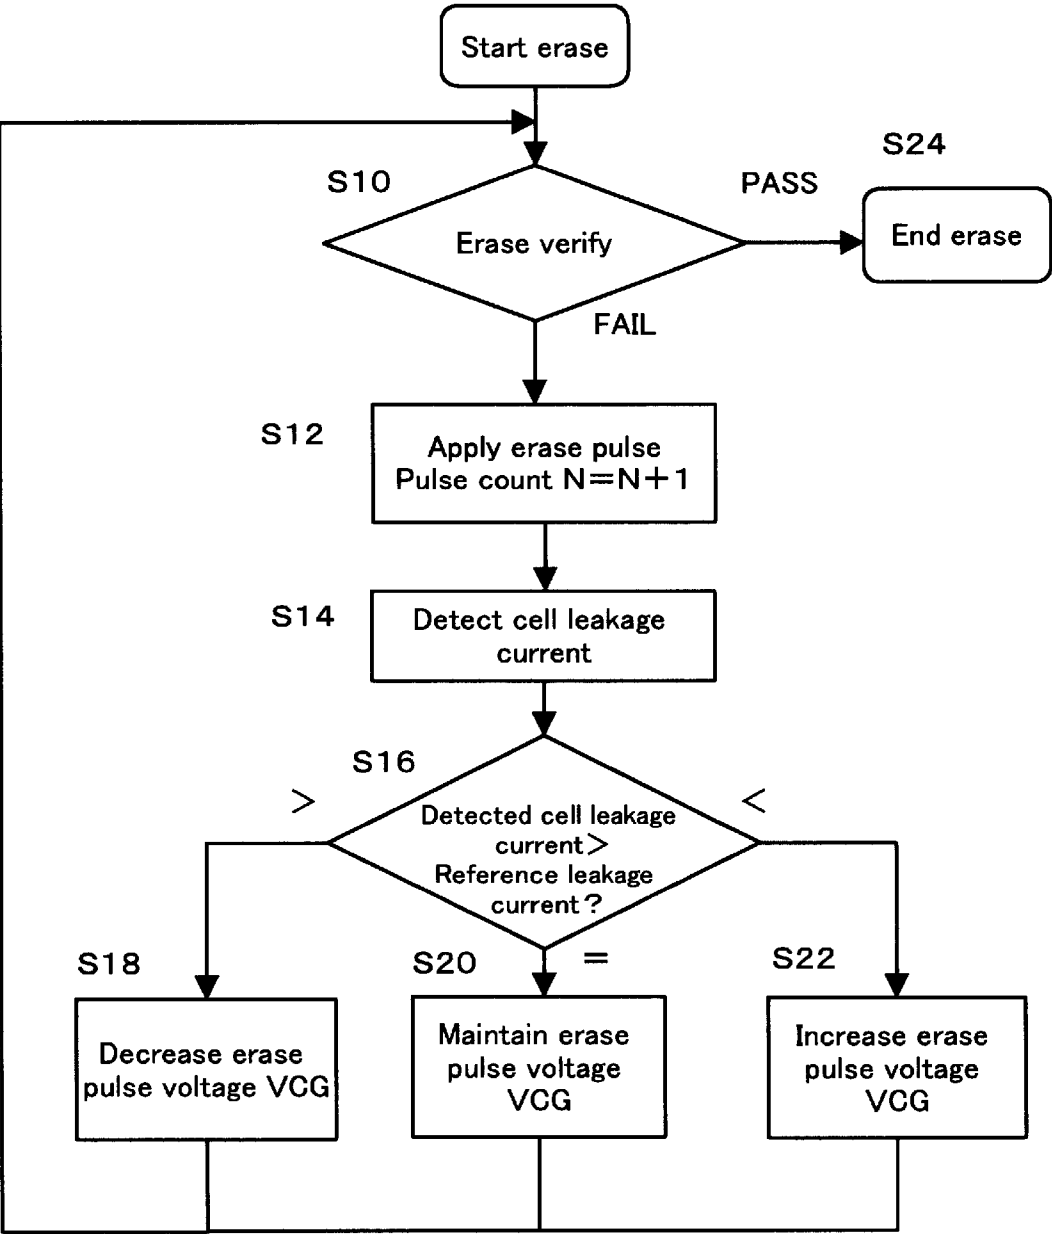 Start erase
S24
S10
PASS
End erase
Erase verify
FAIL
S12
Apply erase pulse
Pulse count N=N+1
S14
Detect cell leakage
current
S16
>
<
Detected cell leakage
current>
Reference leakage
current?
S18
S20
=
S22
Decrease erase
pulse voltage VCG
Maintain erase
pulse voltage
VCG
Increase erase
pulse voltage
VCG